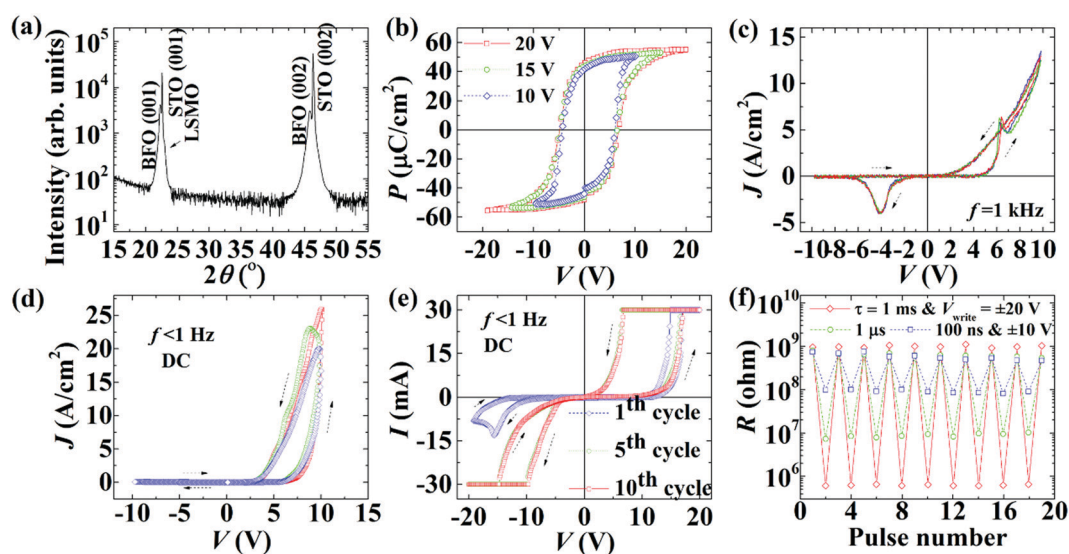 (a)
Intensity (arb. units)
10^5
10^4
10^3
10^2
10^1
BFO (001)
STO (001)
LSMO
BFO (002)
STO (002)
15 20 25 30 35 40 45 50 55
2θ (°)
(b)
P (μC/cm²)
60
40
20
0
-20
-40
-60
20 V
15 V
10 V
-20 -10 0 10 20
V (V)
(c)
J (A/cm²)
15
10
5
0
-5
f=1 kHz
-10 -8 -6 -4 -2 0 2 4 6 8 10
V (V)
(d)
J (A/cm²)
25
20
15
10
5
0
f<1 Hz
DC
-10 -5 0 5 10
V (V)
(e)
I (mA)
30
15
0
-15
-30
f<1 Hz
DC
1^th cycle
5^th cycle
10^th cycle
-20 -10 0 10 20
V (V)
(f)
R (ohm)
10^10
10^9
10^8
10^7
10^6
τ = 1 ms & V_write = ±20 V
1 μs
100 ns & ±10 V
0 4 8 12 16 20
Pulse number